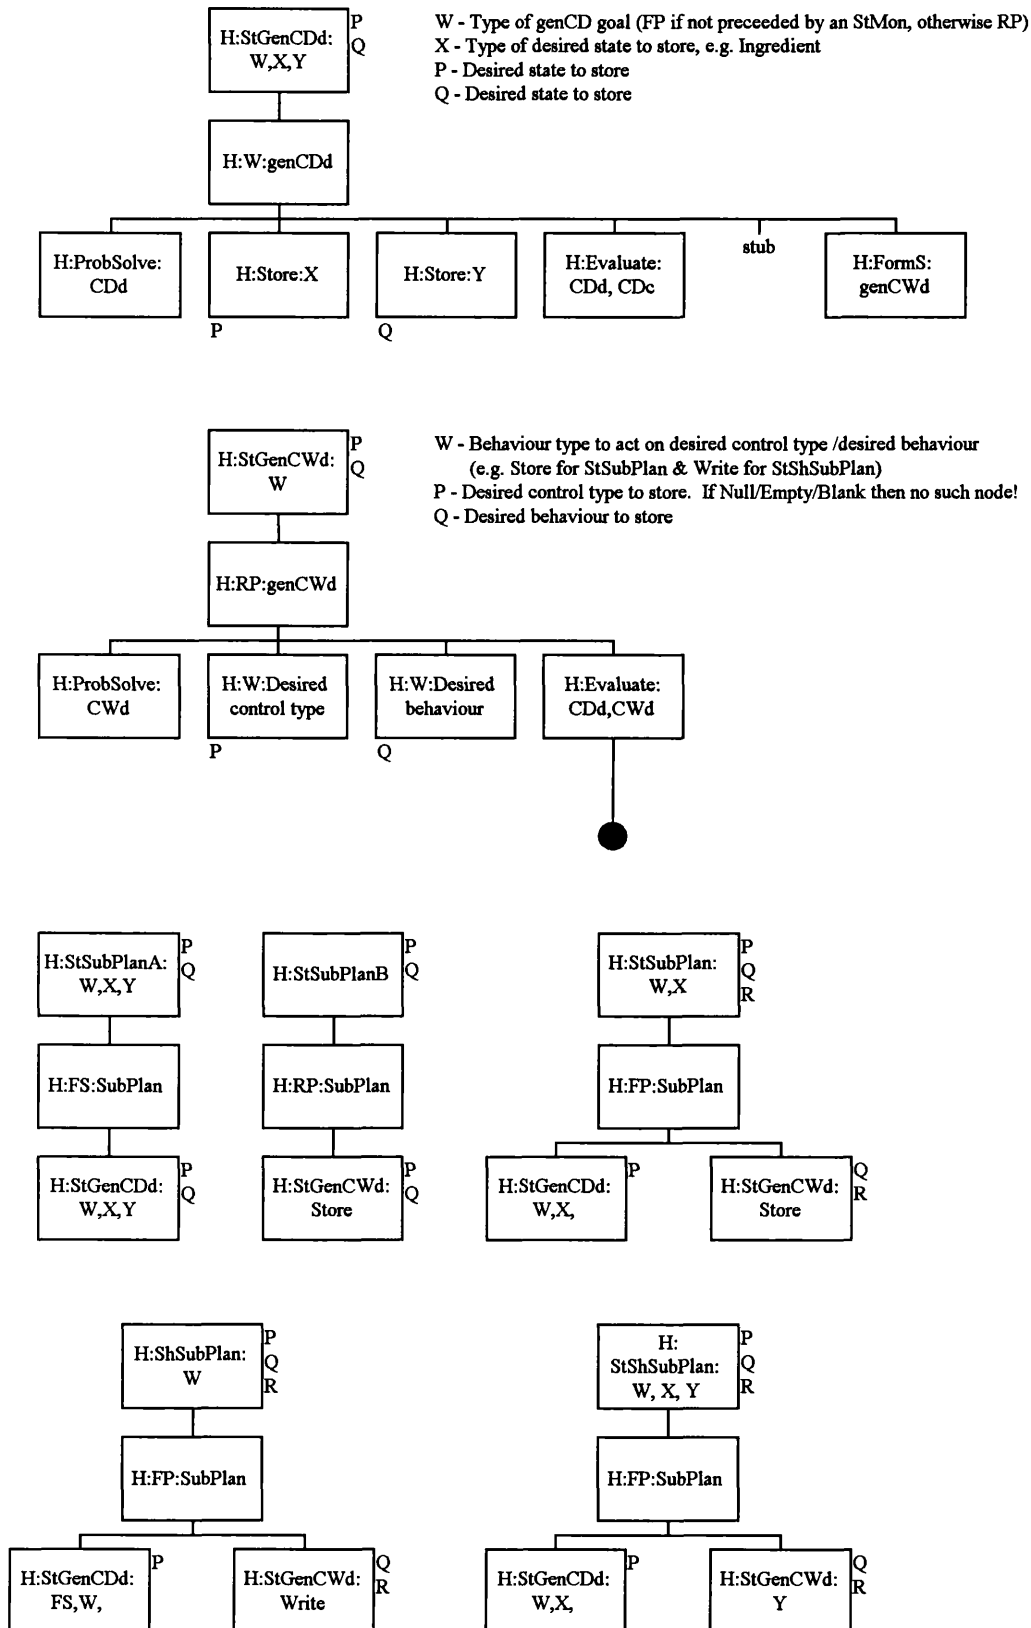 H:StGenCDd:
W,X,Y
P
Q
W - Type of genCD goal (FP if not preceeded by an StMon, otherwise RP)
X - Type of desired state to store, e.g. Ingredient
P - Desired state to store
Q - Desired state to store
H:W:genCDd
H:ProbSolve:
CDd
H:Store:X
P
H:Store:Y
Q
H:Evaluate:
CDd, CDc
stub
H:FormS:
genCWd
H:StGenCWd:
W
P
Q
W - Behaviour type to act on desired control type /desired behaviour
(e.g. Store for StSubPlan & Write for StShSubPlan)
P - Desired control type to store. If Null/Empty/Blank then no such node!
Q - Desired behaviour to store
H:RP:genCWd
H:ProbSolve:
CWd
H:W:Desired
control type
P
H:W:Desired
behaviour
Q
H:Evaluate:
CDd,CWd
H:StSubPlanA:
W,X,Y
P
Q
H:FS:SubPlan
H:StGenCDd:
W,X,Y
P
Q
H:StSubPlanB
P
Q
H:RP:SubPlan
H:StGenCWd:
Store
P
Q
H:StSubPlan:
W,X
P
Q
R
H:FP:SubPlan
H:StGenCDd:
W,X,
P
H:StGenCWd:
Store
Q
R
H:ShSubPlan:
W
P
Q
R
H:FP:SubPlan
H:StGenCDd:
FS,W,
P
H:StGenCWd:
Write
Q
R
H:
StShSubPlan:
W, X, Y
P
Q
R
H:FP:SubPlan
H:StGenCDd:
W,X,
P
H:StGenCWd:
Y
Q
R